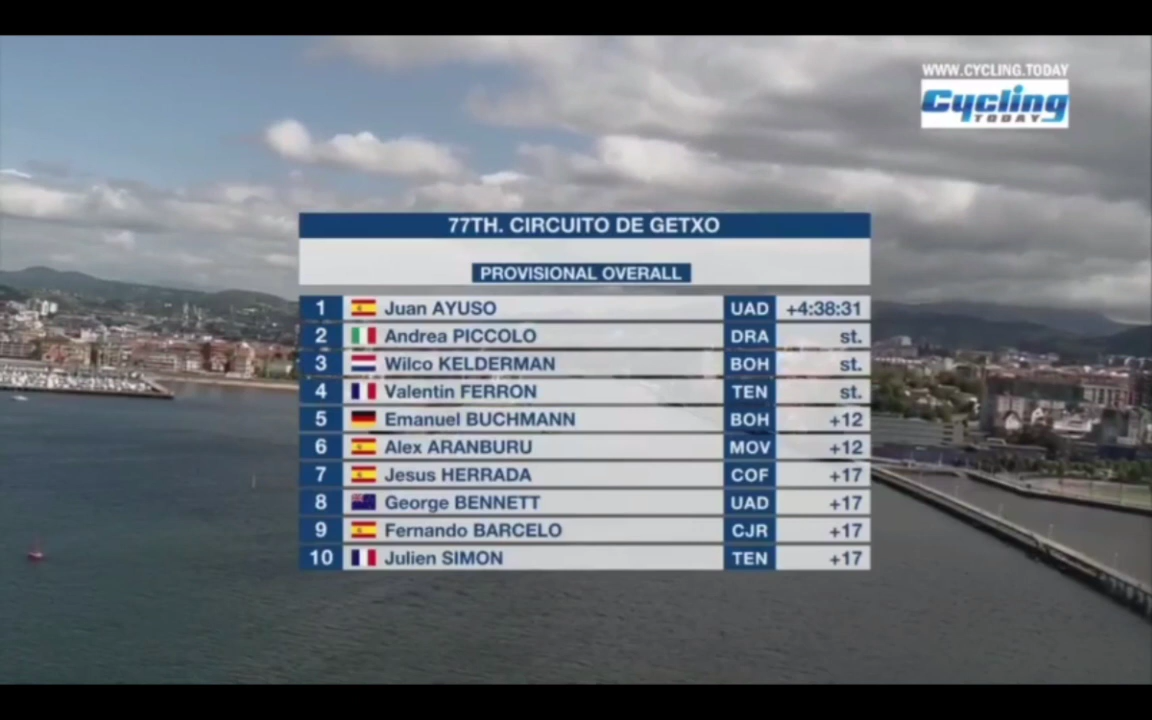 WWW.CYCLING.TODAY
Cycling
TODAY
77TH. CIRCUITO DE GETXO
PROVISIONAL OVERALL
1 Juan AYUSO UAD +4:38:31
2 Andrea PICCOLO DRA st.
3 Wilco KELDERMAN BOH st.
4 Valentin FERRON TEN st.
5 Emanuel BUCHMANN BOH +12
6 Alex ARANBURU MOV +12
7 Jesus HERRADA COF +17
8 George BENNETT UAD +17
9 Fernando BARCELO CJR +17
10 Julien SIMON TEN +17